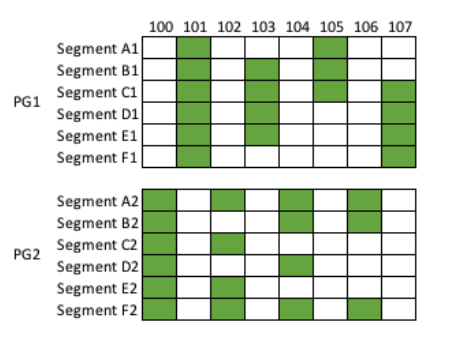 100 101 102 103 104 105 106 107
Segment A1
Segment B1
PG1 Segment C1
Segment D1
Segment E1
Segment F1
Segment A2
Segment B2
PG2 Segment C2
Segment D2
Segment E2
Segment F2